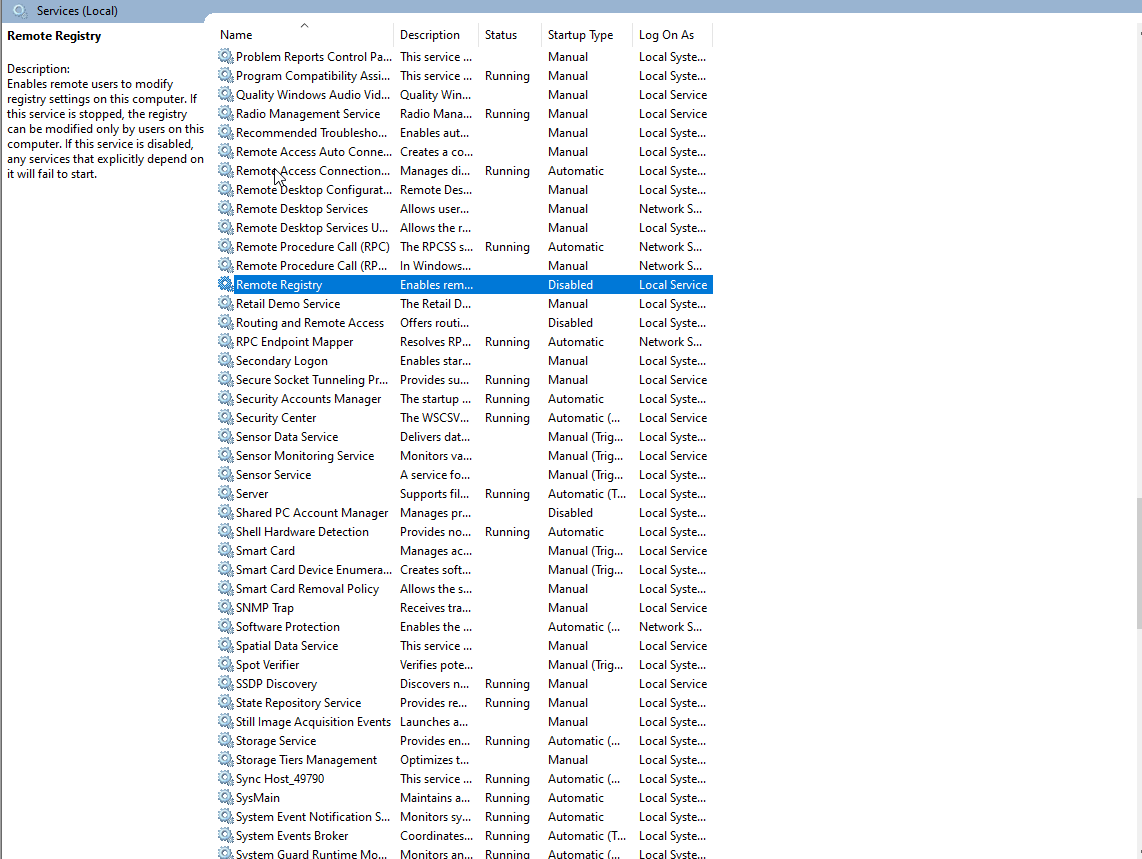 Services (Local)
Remote Registry
Description:
Enables remote users to modify
registry settings on this computer. If
this service is stopped, the registry
can be modified only by users on this
computer. If this service is disabled,
any services that explicitly depend on
it will fail to start.
Name Description Status Startup Type Log On As
Problem Reports Control Pa... This service ... Manual Local Syste...
Program Compatibility Assi... This service ... Running Manual Local Syste...
Quality Windows Audio Vid... Quality Win... Manual Local Service
Radio Management Service Radio Mana... Running Manual Local Service
Recommended Troublesho... Enables aut... Manual Local Syste...
Remote Access Auto Conne... Creates a co... Manual Local Syste...
Remote Access Connection... Manages di... Running Automatic Local Syste...
Remote Desktop Configurat... Remote Des... Manual Local Syste...
Remote Desktop Services Allows user... Manual Network S...
Remote Desktop Services U... Allows the r... Manual Local Syste...
Remote Procedure Call (RPC) The RPCSS s... Running Automatic Network S...
Remote Procedure Call (RP... In Windows... Manual Network S...
Remote Registry Enables rem... Disabled Local Service
Retail Demo Service The Retail D... Manual Local Syste...
Routing and Remote Access Offers routi... Disabled Local Syste...
RPC Endpoint Mapper Resolves RP... Running Automatic Network S...
Secondary Logon Enables star... Manual Local Syste...
Secure Socket Tunneling Pr... Provides su... Running Manual Local Service
Security Accounts Manager The startup ... Running Automatic Local Syste...
Security Center The WSCSV... Running Automatic (... Local Service
Sensor Data Service Delivers dat... Manual (Trig... Local Syste...
Sensor Monitoring Service Monitors va... Manual (Trig... Local Service
Sensor Service A service fo... Manual (Trig... Local Syste...
Server Supports fil... Running Automatic (T... Local Syste...
Shared PC Account Manager Manages pr... Disabled Local Syste...
Shell Hardware Detection Provides no... Running Automatic Local Syste...
Smart Card Manages ac... Manual (Trig... Local Service
Smart Card Device Enumera... Creates soft... Manual (Trig... Local Syste...
Smart Card Removal Policy Allows the s... Manual Local Syste...
SNMP Trap Receives tra... Manual Local Service
Software Protection Enables the ... Automatic (... Network S...
Spatial Data Service This service ... Manual Local Service
Spot Verifier Verifies pote... Manual (Trig... Local Syste...
SSDP Discovery Discovers n... Running Manual Local Service
State Repository Service Provides re... Running Manual Local Syste...
Still Image Acquisition Events Launches a... Manual Local Syste...
Storage Service Provides en... Running Automatic (... Local Syste...
Storage Tiers Management Optimizes t... Manual Local Syste...
Sync Host_49790 This service ... Running Automatic (... Local Syste...
SysMain Maintains a... Running Automatic Local Syste...
System Event Notification S... Monitors sy... Running Automatic Local Syste...
System Events Broker Coordinates... Running Automatic (T... Local Syste...
System Guard Runtime Mo... Monitors an... Running Automatic (... Local Syste...